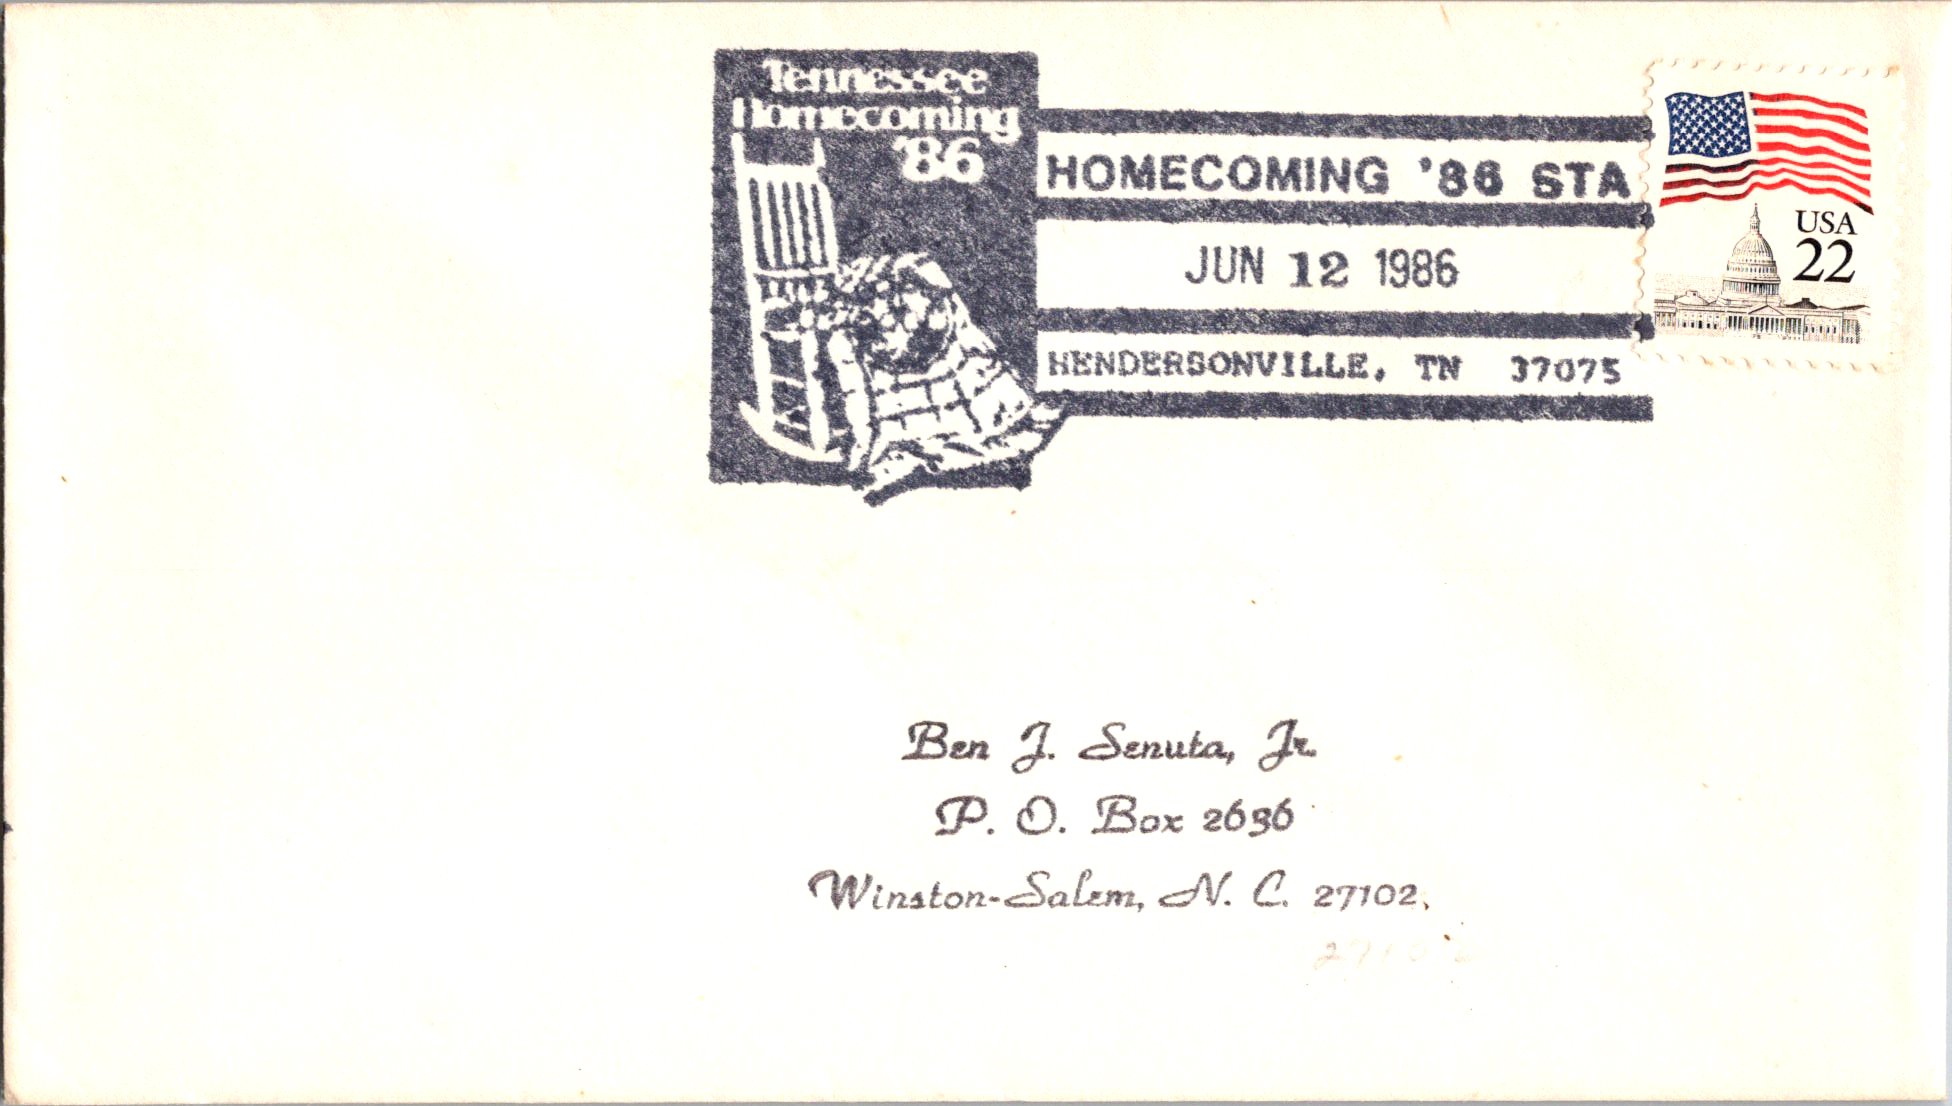 Tennessee
Homecoming
'86
HOMECOMING '86 STA
JUN 12 1986
HENDERSONVILLE, TN 37075
USA
22
Ben J. Senuta, Jr.
P. O. Box 2636
Winston-Salem, N. C. 27102